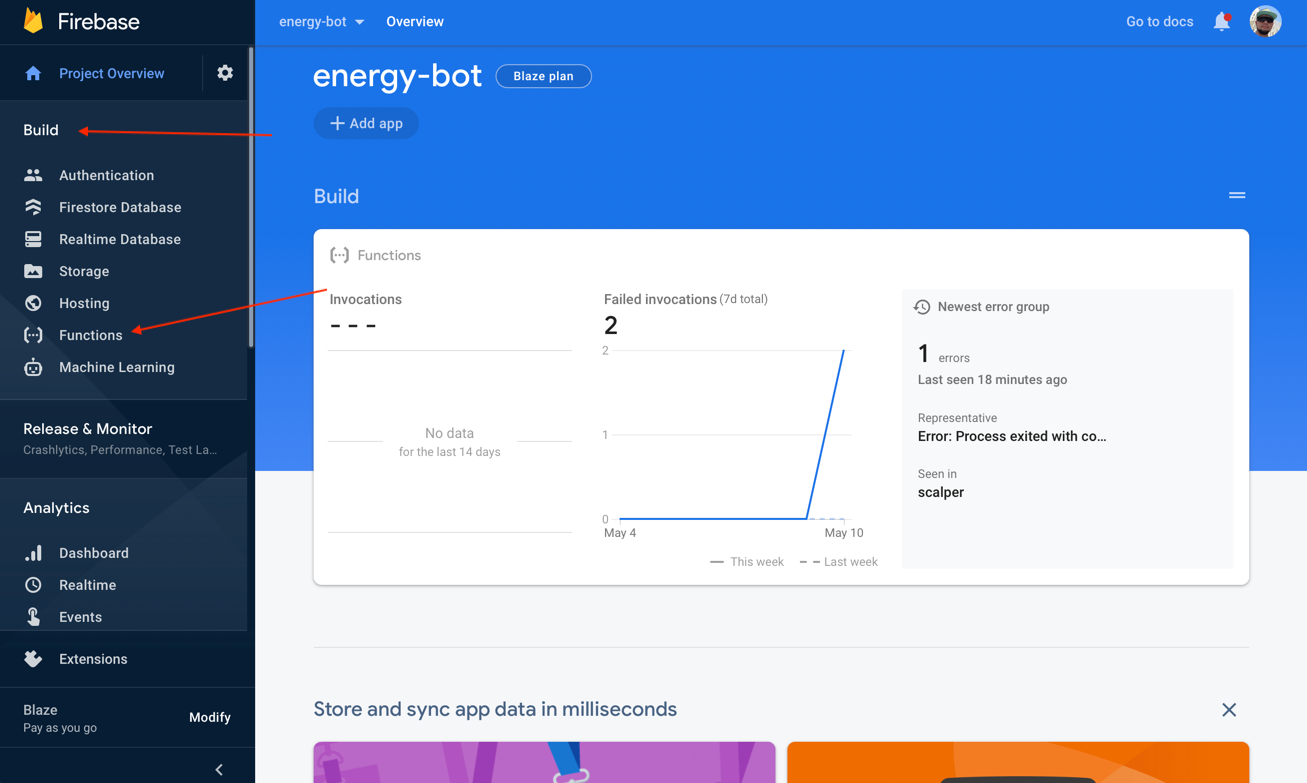 Firebase
Project Overview
Build
Authentication
Firestore Database
Realtime Database
Storage
Hosting
Functions
Machine Learning
Release & Monitor
Crashlytics, Performance, Test La...
Analytics
Dashboard
Realtime
Events
Extensions
Blaze
Pay as you go
Modify
energy-bot
Overview
Go to docs
energy-bot
Blaze plan
+ Add app
Build
Functions
Invocations
- - -
No data
for the last 14 days
Failed invocations (7d total)
2
2
1
0
May 4
May 10
This week
Last week
Newest error group
1 errors
Last seen 18 minutes ago
Representative
Error: Process exited with co...
Seen in
scalper
Store and sync app data in milliseconds